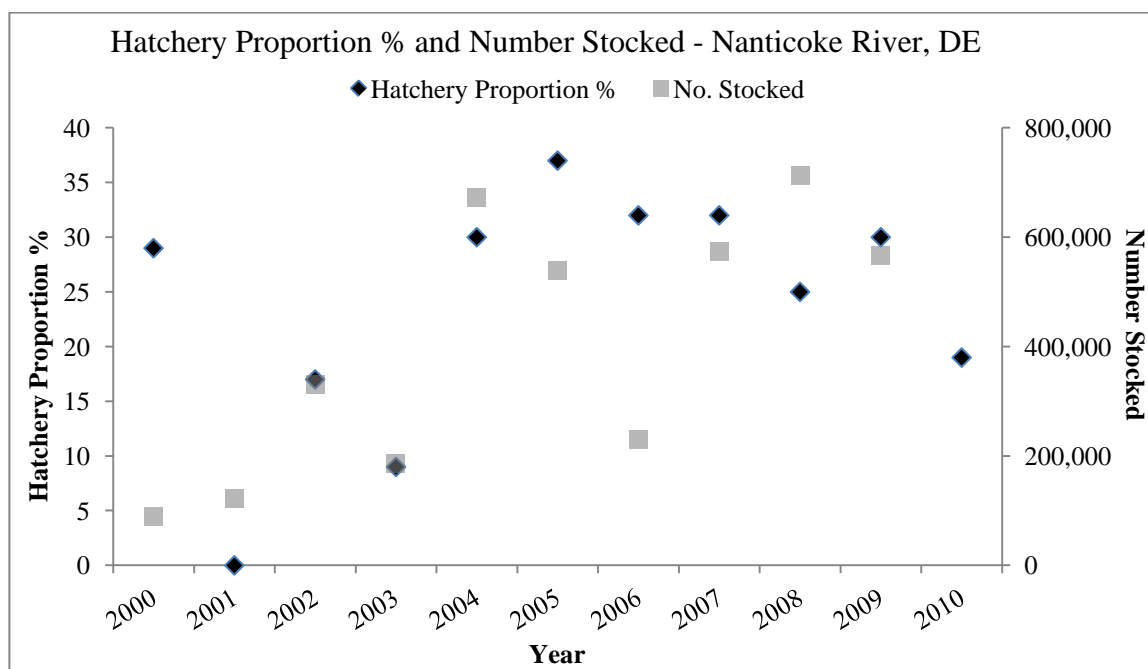 Hatchery Proportion % and Number Stocked - Nanticoke River, DE
Hatchery Proportion % No. Stocked
Hatchery Proportion %
40
35
30
25
20
15
10
5
0
800,000
600,000
400,000
200,000
0
Number Stocked
2000 2001 2002 2003 2004 2005 2006 2007 2008 2009 2010
Year